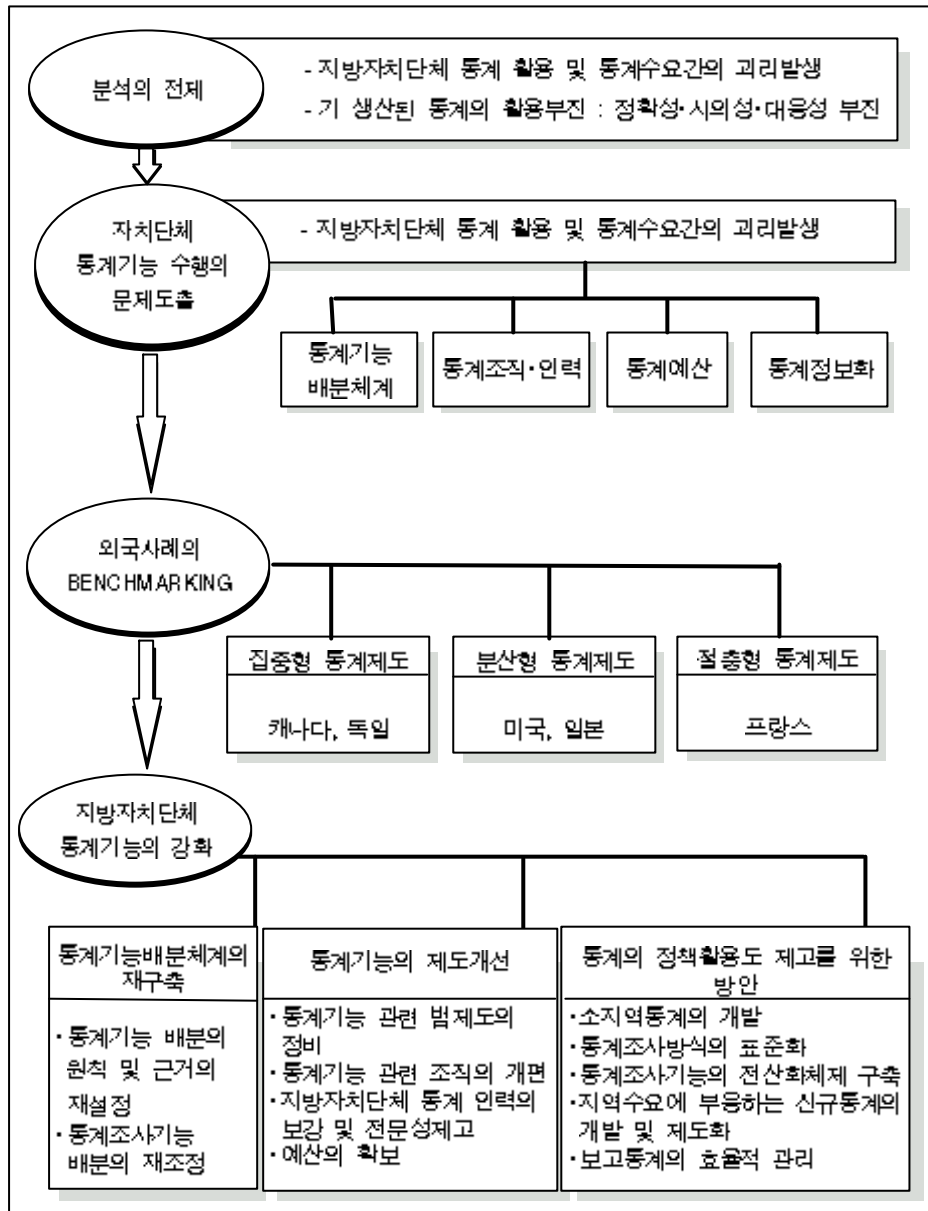 분석의 전제
- 지방자치단체 통계 활용 및 통계수요간의 괴리발생
- 기 생산된 통계의 활용부진 : 정확성·시의성·대응성 부진
자치단체
통계기능 수행의
문제도출
- 지방자치단체 통계 활용 및 통계수요간의 괴리발생
통계기능
배분체계
통계조직·인력
통계예산
통계정보화
외국사례의
BENCHMARKING
집중형 통계제도
캐나다, 독일
분산형 통계제도
미국, 일본
절충형 통계제도
프랑스
지방자치단체
통계기능의 강화
통계기능배분체계의
재구축
·통계기능 배분의
원칙 및 근거의
재설정
·통계조사기능
배분의 재조정
통계기능의 제도개선
·통계기능 관련 법제도의
정비
·통계기능 관련 조직의 개편
·지방자치단체 통계 인력의
보강 및 전문성제고
·예산의 확보
통계의 정책활용도 제고를 위한
방안
·소지역통계의 개발
·통계조사방식의 표준화
·통계조사기능의 전산화체제 구축
·지역수요에 부응하는 신규통계의
개발 및 제도화
·보고통계의 효율적 관리